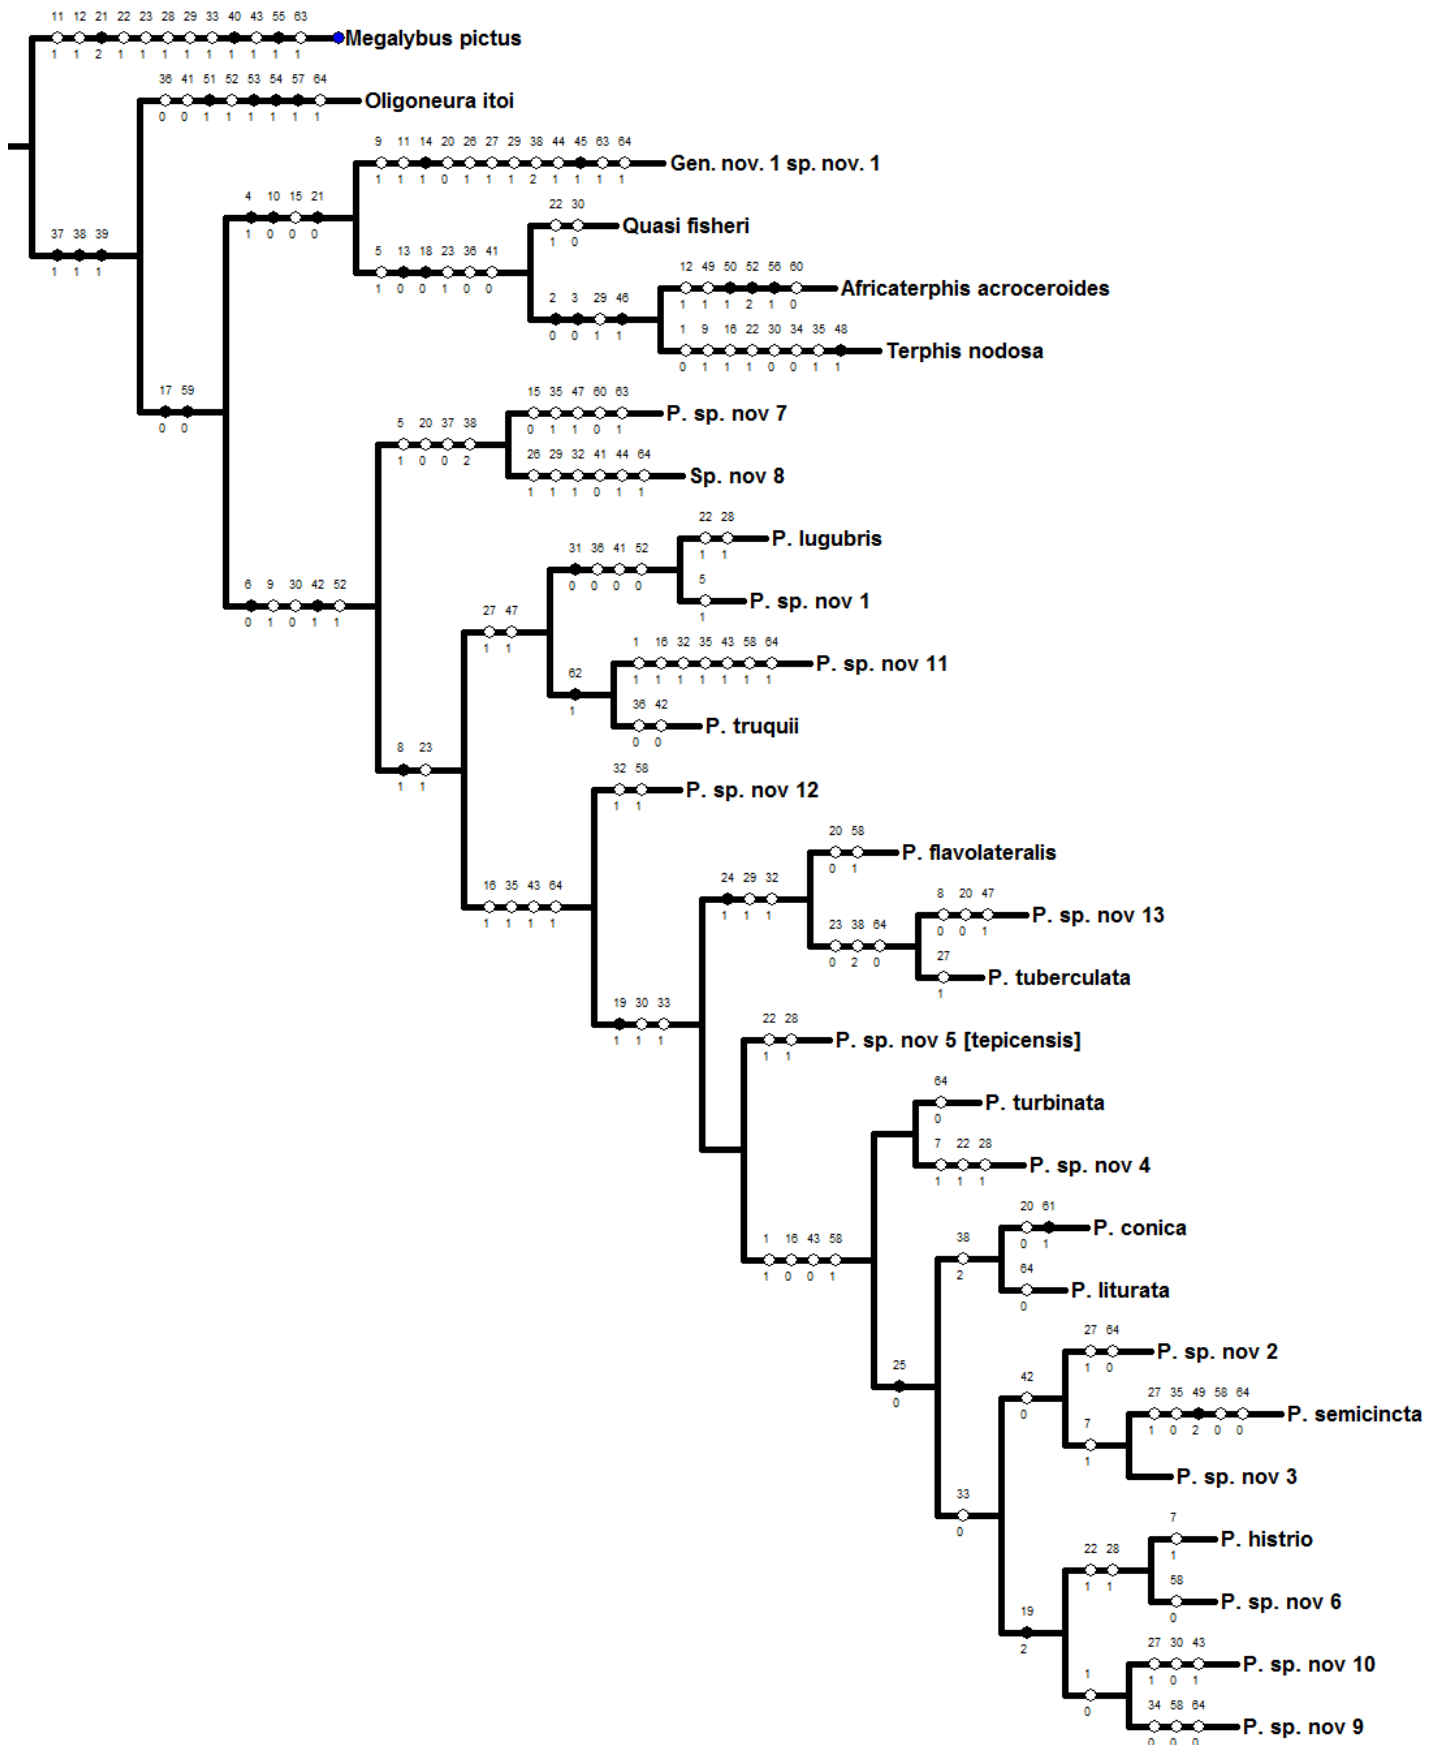 11 12 21 22 23 28 29 33 40 43 55 63
Megalybus pictus
1 1 2 1 1 1 1 1 1 1 1 1
36 41 51 52 53 54 57 64
Oligoneura itoi
0 0 1 1 1 1 1 1
9 11 14 20 26 27 29 38 44 45 63 64
Gen. nov. 1 sp. nov. 1
1 1 1 0 1 1 1 2 1 1 1 1
4 10 15 21
1 0 0 0
22 30
Quasi fisheri
1 0
37 38 39
1 1 1
5 13 18 23 36 41
1 0 0 1 0 0
12 49 50 52 56 60
Africaterphis acroceroides
1 1 1 2 1 0
2 3 29 46
0 0 1 1
1 9 16 22 30 34 35 48
Terphis nodosa
0 1 1 1 0 0 1 1
17 59
0 0
15 35 47 60 63
P. sp. nov 7
0 1 1 0 1
5 20 37 38
1 0 0 2
26 29 32 41 44 64
Sp. nov 8
1 1 1 0 1 1
22 28
P. lugubris
1 1
31 36 41 52
0 0 0 0
5
P. sp. nov 1
1
6 9 30 42 52
0 1 0 1 1
27 47
1 1
1 16 32 35 43 58 64
P. sp. nov 11
1 1 1 1 1 1 1
62
1
36 42
P. truquii
0 0
8 23
1 1
32 58
P. sp. nov 12
1 1
20 58
P. flavolateralis
0 1
16 35 43 64
1 1 1 1
24 29 32
1 1 1
8 20 47
P. sp. nov 13
0 0 1
23 38 64
0 2 0
27
P. tuberculata
1
19 30 33
1 1 1
22 28
P. sp. nov 5 [tepicensis]
1 1
64
P. turbinata
0
7 22 28
P. sp. nov 4
1 1 1
20 61
P. conica
0 1
1 16 43 58
1 0 0 1
38
2
64
P. liturata
0
27 64
P. sp. nov 2
1 0
25
0
42
0
27 35 49 58 64
P. semicincta
1 0 2 0 0
7
1
P. sp. nov 3
33
0
7
P. histrio
1
22 28
1 1
58
P. sp. nov 6
0
19
2
27 30 43
P. sp. nov 10
1 0 1
1
0
34 58 64
P. sp. nov 9
0 0 0